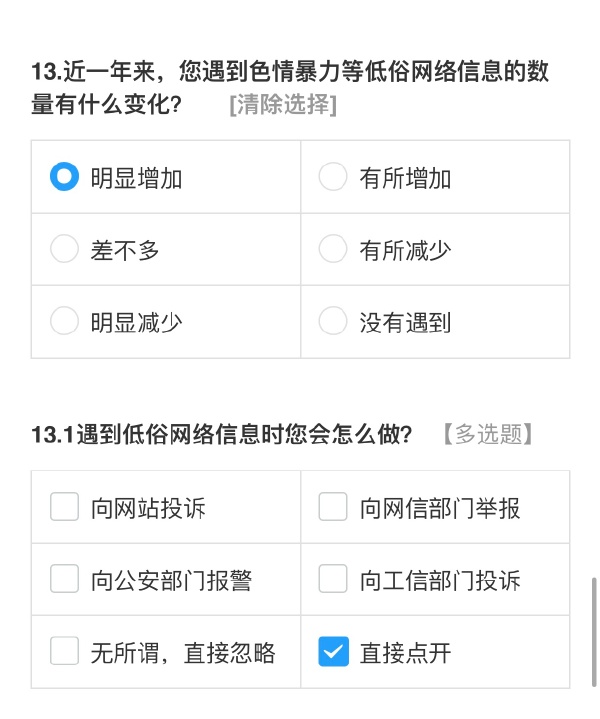 13.近一年来，您遇到色情暴力等低俗网络信息的数
量有什么变化？ [清除选择]
明显增加 有所增加
差不多 有所减少
明显减少 没有遇到
13.1遇到低俗网络信息时您会怎么做？ 【多选题】
向网站投诉 向网信部门举报
向公安部门报警 向工信部门投诉
无所谓，直接忽略 直接点开